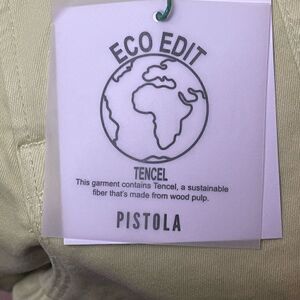 ECO EDIT
TENCEL
This garment contains Tencel, a sustainable
fiber that's made from wood pulp.
PISTOLA